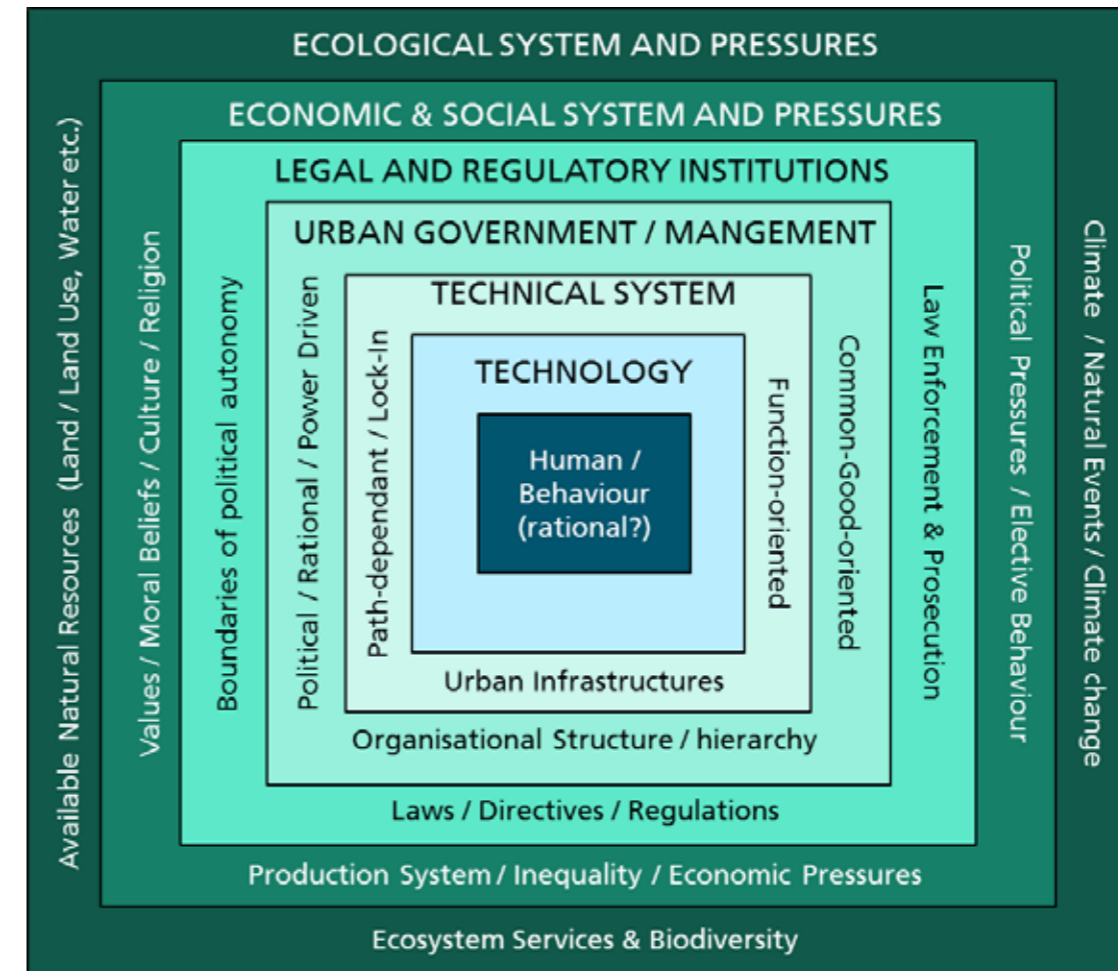 ECOLOGICAL SYSTEM AND PRESSURES
Available Natural Resources (Land / Land Use, Water etc.)
Climate / Natural Events / Climate change
Ecosystem Services & Biodiversity
ECONOMIC & SOCIAL SYSTEM AND PRESSURES
Values / Moral Beliefs / Culture / Religion
Political Pressures / Elective Behaviour
Production System / Inequality / Economic Pressures
LEGAL AND REGULATORY INSTITUTIONS
Boundaries of political autonomy
Law Enforcement & Prosecution
Laws / Directives / Regulations
URBAN GOVERNMENT / MANGEMENT
Political / Rational / Power Driven
Common-Good-oriented
Organisational Structure / hierarchy
TECHNICAL SYSTEM
Path-dependant / Lock-In
Function-oriented
Urban Infrastructures
TECHNOLOGY
Human /
Behaviour
(rational?)